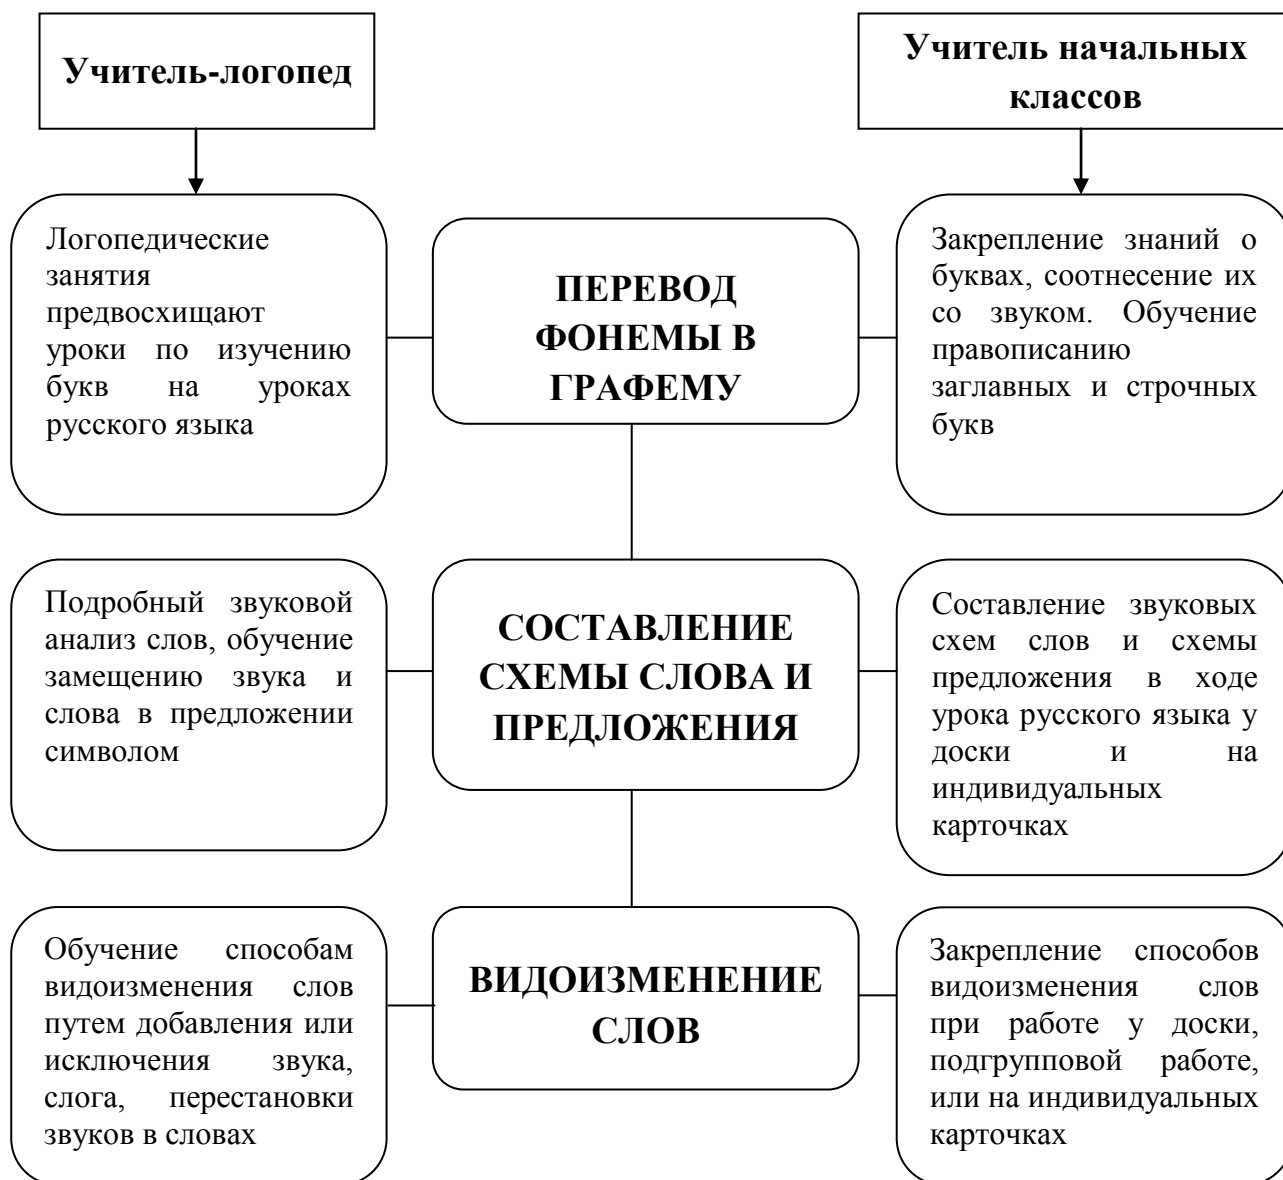 Учитель-логопед
Учитель начальных
классов
Логопедические
занятия
предвосхищают
уроки по изучению
букв на уроках
русского языка
ПЕРЕВОД
ФОНЕМЫ В
ГРАФЕМУ
Закрепление знаний о
буквах, соотнесение их
со звуком. Обучение
правописанию
заглавных и строчных
букв
Подробный звуковой
анализ слов, обучение
замещению звука и
слова в предложении
символом
СОСТАВЛЕНИЕ
СХЕМЫ СЛОВА И
ПРЕДЛОЖЕНИЯ
Составление звуковых
схем слов и схемы
предложения в ходе
урока русского языка у
доски и на
индивидуальных
карточках
Обучение способам
видоизменения слов
путем добавления или
исключения звука,
слога, перестановки
звуков в словах
ВИДОИЗМЕНЕНИЕ
СЛОВ
Закрепление способов
видоизменения слов
при работе у доски,
подгрупповой работе,
или на индивидуальных
карточках